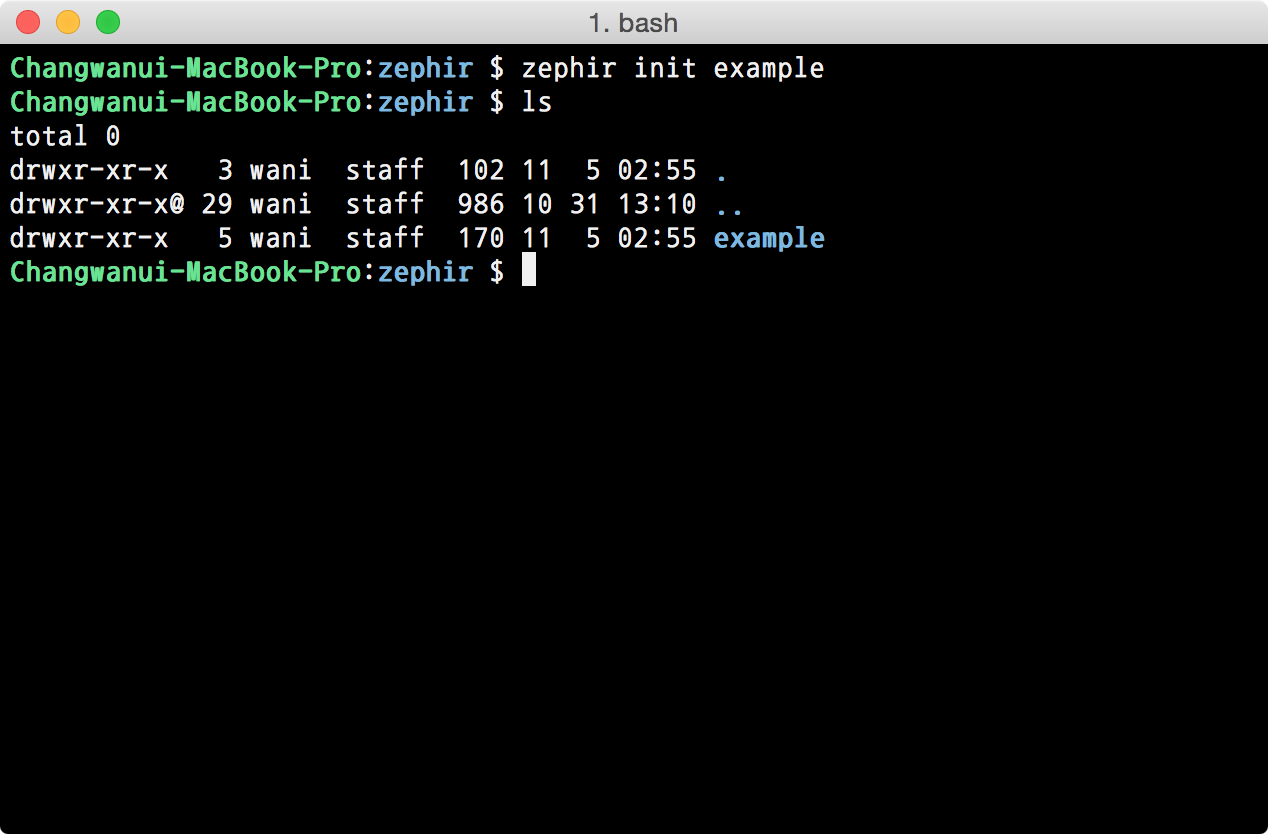 1. bash
Changwanui-MacBook-Pro:zephir $ zephir init example
Changwanui-MacBook-Pro:zephir $ ls
total 0
drwxr-xr-x   3 wani  staff  102 11  5 02:55 .
drwxr-xr-x@ 29 wani  staff  986 10 31 13:10 ..
drwxr-xr-x   5 wani  staff  170 11  5 02:55 example
Changwanui-MacBook-Pro:zephir $